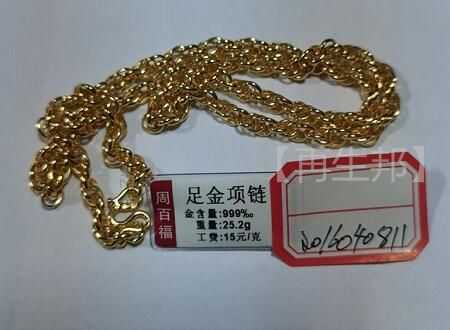 【再生邦】
周百福
足金项链
金含量:999‰
重量:25.2g
工费:15元/克
2016040811